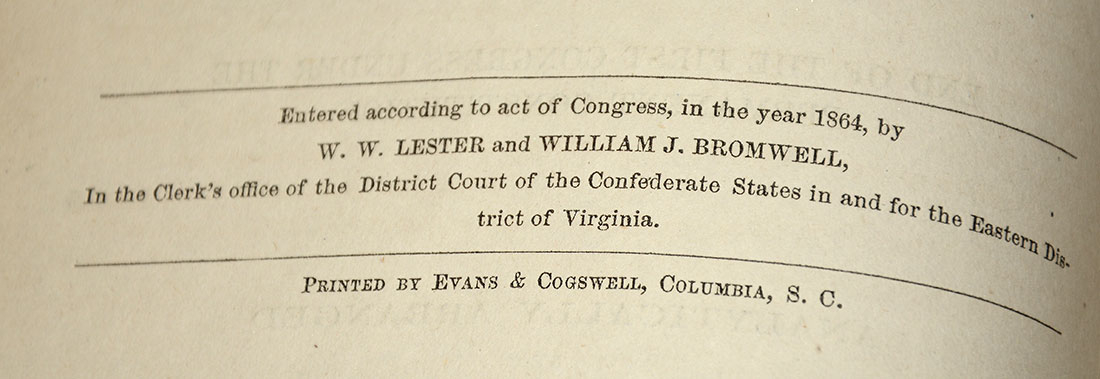 Entered according to act of Congress, in the year 1864, by
W. W. LESTER and WILLIAM J. BROMWELL,
In the Clerk's office of the District Court of the Confederate States in and for the Eastern Dis-
trict of Virginia.
PRINTED BY EVANS & COGSWELL, COLUMBIA, S. C.